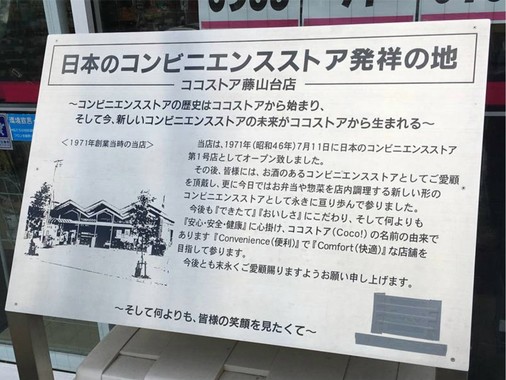 日本のコンビニエンスストア発祥の地
ココストア藤山台店
～コンビニエンスストアの歴史はココストアから始まり、
そして今、新しいコンビニエンスストアの未来がココストアから生まれる～
＜1971年創業当時の当店＞
当店は、1971年(昭和46年)7月11日に日本のコンビニエンスストア
第1号店としてオープン致しました。
その後、皆様には、お酒のあるコンビニエンスストアとしてご愛顧
を頂戴し、更に今日ではお弁当や惣菜を店内調理する新しい形の
コンビニエンスストアとして永きに亘り歩んで参りました。
今後も『できたて』『おいしさ』にこだわり、そして何よりも
『安心・安全・健康』に心掛け、ココストア(Coco!)の名前の由来で
あります『Convenience(便利)』で『Comfort(快適)』な店舗を
目指して参ります。
今後とも末永くご愛顧賜りますようお願い申し上げます。
～そして何よりも、皆様の笑顔を見たくて～